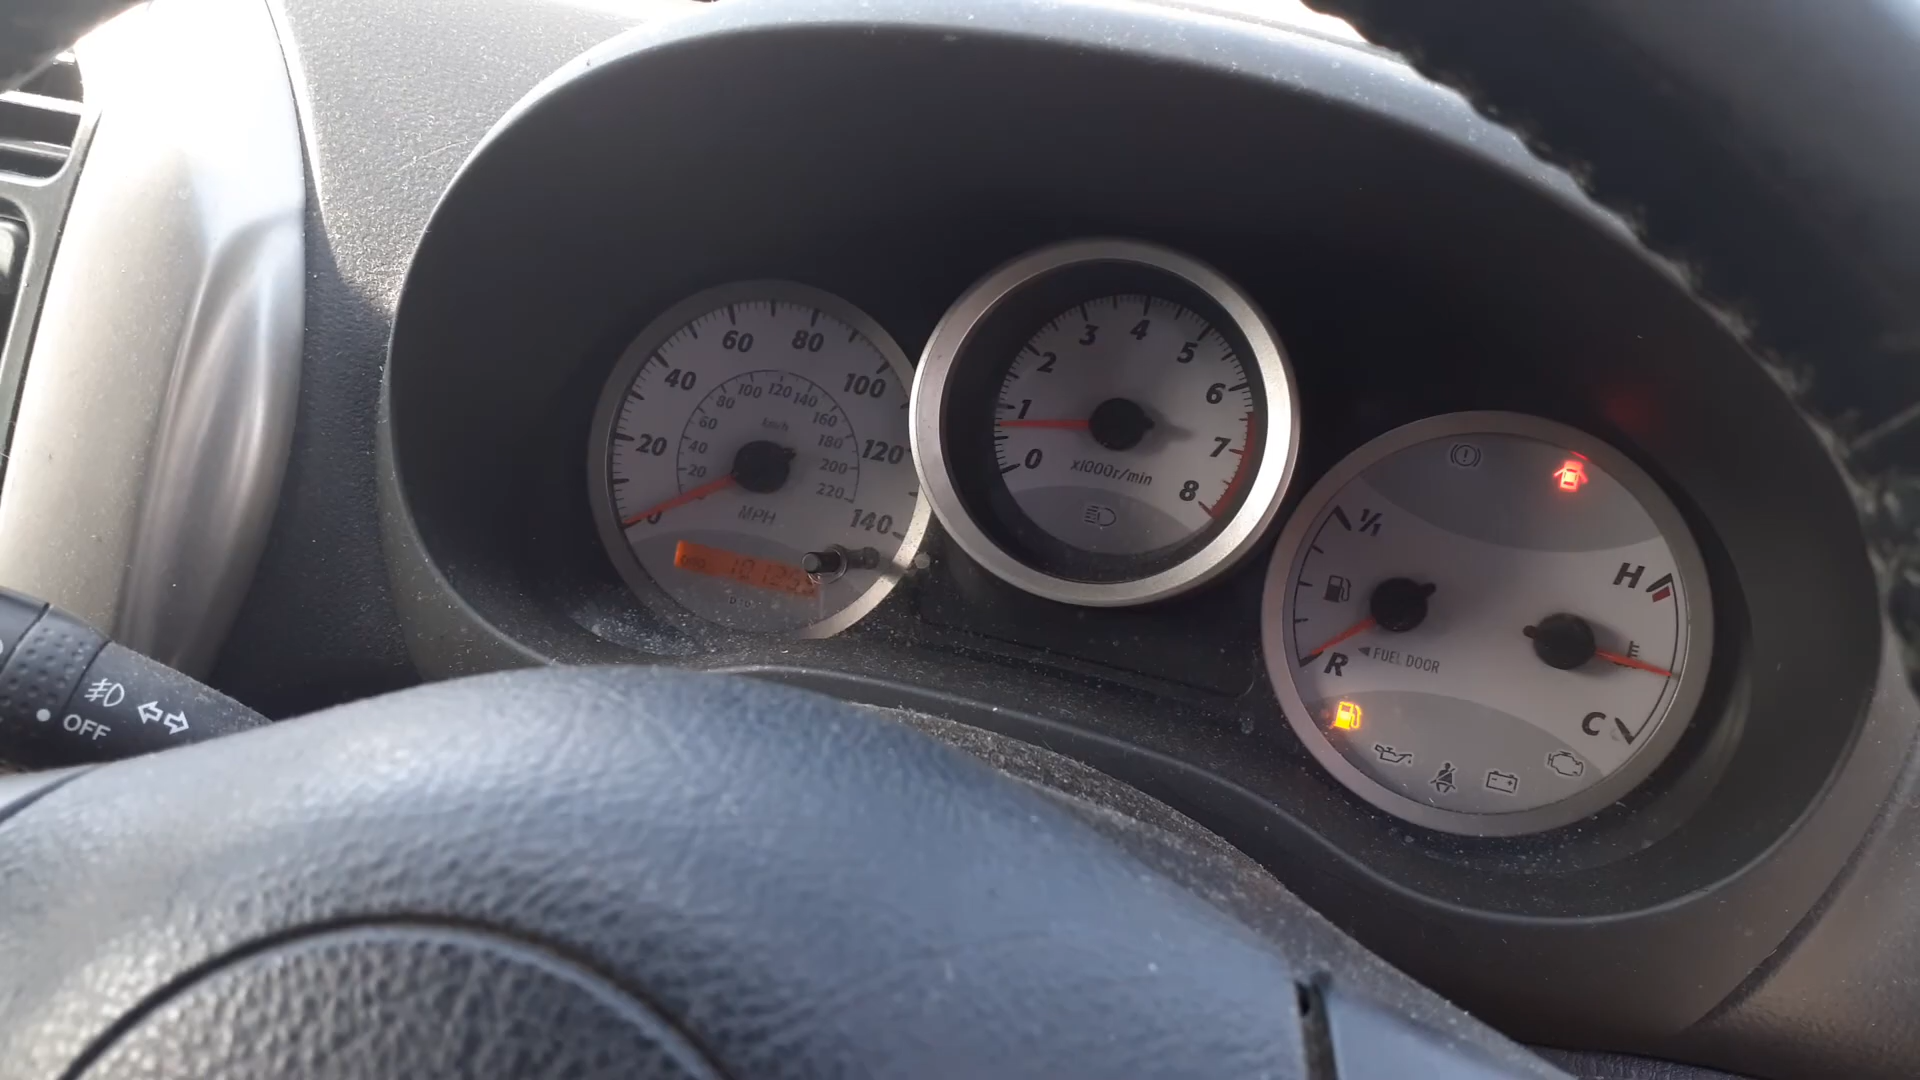 60 80
40 100
20 120
0 140
100 120 140
80 160
60 180
40 200
20 220
km/h
MPH
ODO
3 4 5
2 6
1 7
0 8
x1000r/min
1/1
H
R
◄ FUEL DOOR
C
OFF